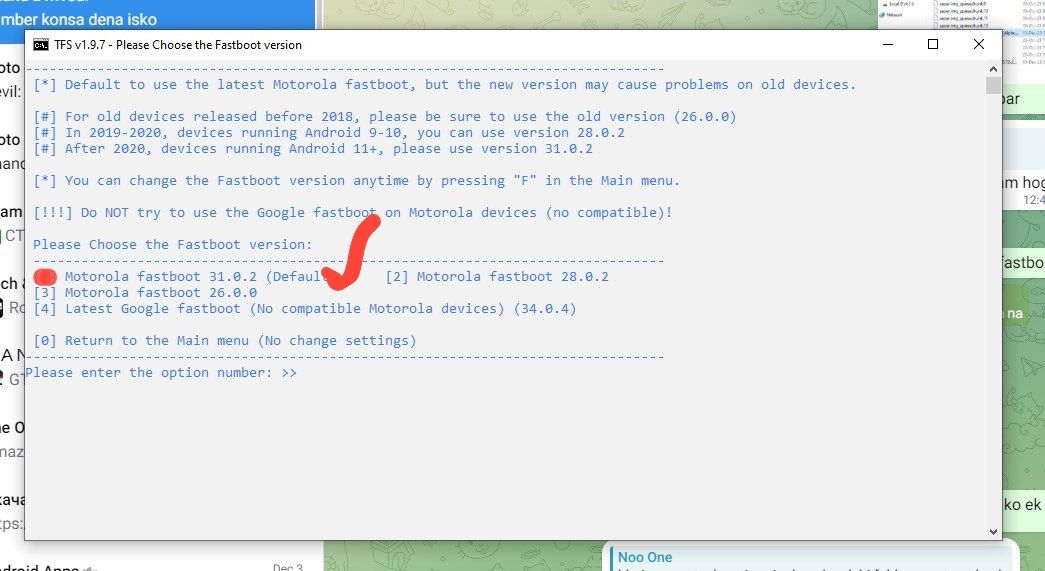 number konsa dena isko
TFS v1.9.7 - Please Choose the Fastboot version
[*] Default to use the latest Motorola fastboot, but the new version may cause problems on old devices.
[#] For old devices released before 2018, please be sure to use the old version (26.0.0)
[#] In 2019-2020, devices running Android 9-10, you can use version 28.0.2
[#] After 2020, devices running Android 11+, please use version 31.0.2
[*] You can change the Fastboot version anytime by pressing "F" in the Main menu.
[!!!] Do NOT try to use the Google fastboot on Motorola devices (no compatible)!
Please Choose the Fastboot version:
Motorola fastboot 31.0.2 (Default [2] Motorola fastboot 28.0.2
[3] Motorola fastboot 26.0.0
[4] Latest Google fastboot (No compatible Motorola devices) (34.0.4)
[0] Return to the Main menu (No change settings)
Please enter the option number: >>
ko ek
Noo One
Dec 3